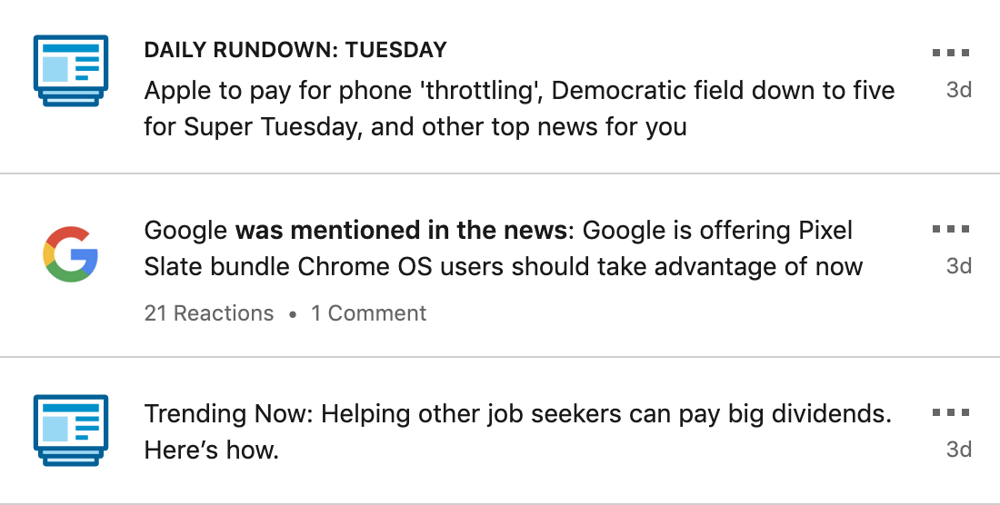 DAILY RUNDOWN: TUESDAY
Apple to pay for phone 'throttling', Democratic field down to five
3d
for Super Tuesday, and other top news for you
Google was mentioned in the news: Google is offering Pixel
Slate bundle Chrome OS users should take advantage of now
3d
21 Reactions • 1 Comment
Trending Now: Helping other job seekers can pay big dividends.
Here’s how.
3d